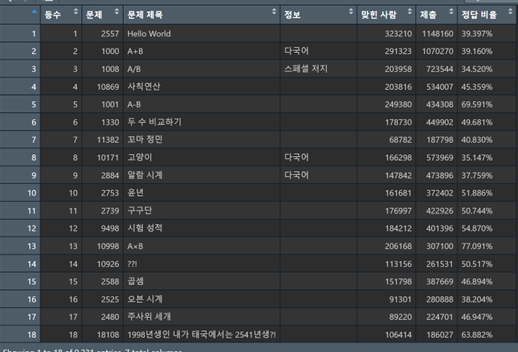 등수 문제 문제 제목 정보 맞힌 사람 제출 정답 비율
1 1 2557 Hello World 323210 1148160 39.397%
2 2 1000 A+B 다국어 291323 1070270 39.160%
3 3 1008 A/B 스페셜 저지 203958 723544 34.520%
4 4 10869 사칙연산 203816 534007 45.359%
5 5 1001 A-B 249380 434308 69.591%
6 6 1330 두 수 비교하기 178730 449902 49.681%
7 7 11382 꼬마 정민 68782 187798 40.830%
8 8 10171 고양이 다국어 166298 573969 35.147%
9 9 2884 알람 시계 다국어 147842 473896 37.759%
10 10 2753 윤년 161681 372402 51.886%
11 11 2739 구구단 176997 422926 50.744%
12 12 9498 시험 성적 184212 401396 54.870%
13 13 10998 A×B 206168 307100 77.091%
14 14 10926 ??! 113156 261531 50.517%
15 15 2588 곱셈 151798 387669 46.894%
16 16 2525 오븐 시계 91301 280888 38.204%
17 17 2480 주사위 세개 89220 224701 46.947%
18 18 18108 1998년생인 내가 태국에서는 2541년생?! 106414 186027 63.882%